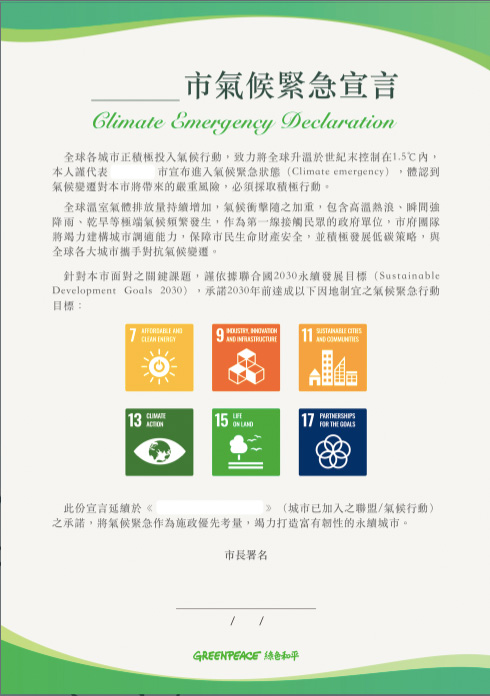 ______市氣候緊急宣言
Climate Emergency Declaration
全球各城市正積極投入氣候行動，致力將全球升溫於世紀末控制在1.5℃內，
本人謹代表 市宣布進入氣候緊急狀態（Climate emergency），體認到
氣候變遷對本市將帶來的嚴重風險，必須採取積極行動。
全球溫室氣體排放量持續增加，氣候衝擊隨之加重，包含高溫熱浪、瞬間強
降雨、乾旱等極端氣候頻繁發生，作為第一線接觸民眾的政府單位，市府團隊
將竭力建構城市調適能力，保障市民生命財產安全，並積極發展低碳策略，與
全球各大城市攜手對抗氣候變遷。
針對本市面對之關鍵課題，謹依據聯合國2030永續發展目標（Sustainable
Development Goals 2030），承諾2030年前達成以下因地制宜之氣候緊急行動
目標：
7 AFFORDABLE AND
CLEAN ENERGY
9 INDUSTRY, INNOVATION
AND INFRASTRUCTURE
11 SUSTAINABLE CITIES
AND COMMUNITIES
13 CLIMATE
ACTION
15 LIFE
ON LAND
17 PARTNERSHIPS
FOR THE GOALS
此份宣言延續於《 》（城市已加入之聯盟/氣候行動）
之承諾，將氣候緊急作為施政優先考量，竭力打造富有韌性的永續城市。
市長署名
/ /
GREENPEACE 綠色和平